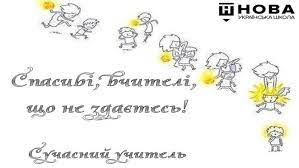 НОВА
УКРАЇНСЬКА ШКОЛА
Спасибі, вчителі,
що не здаєтесь!
Сучасний учитель